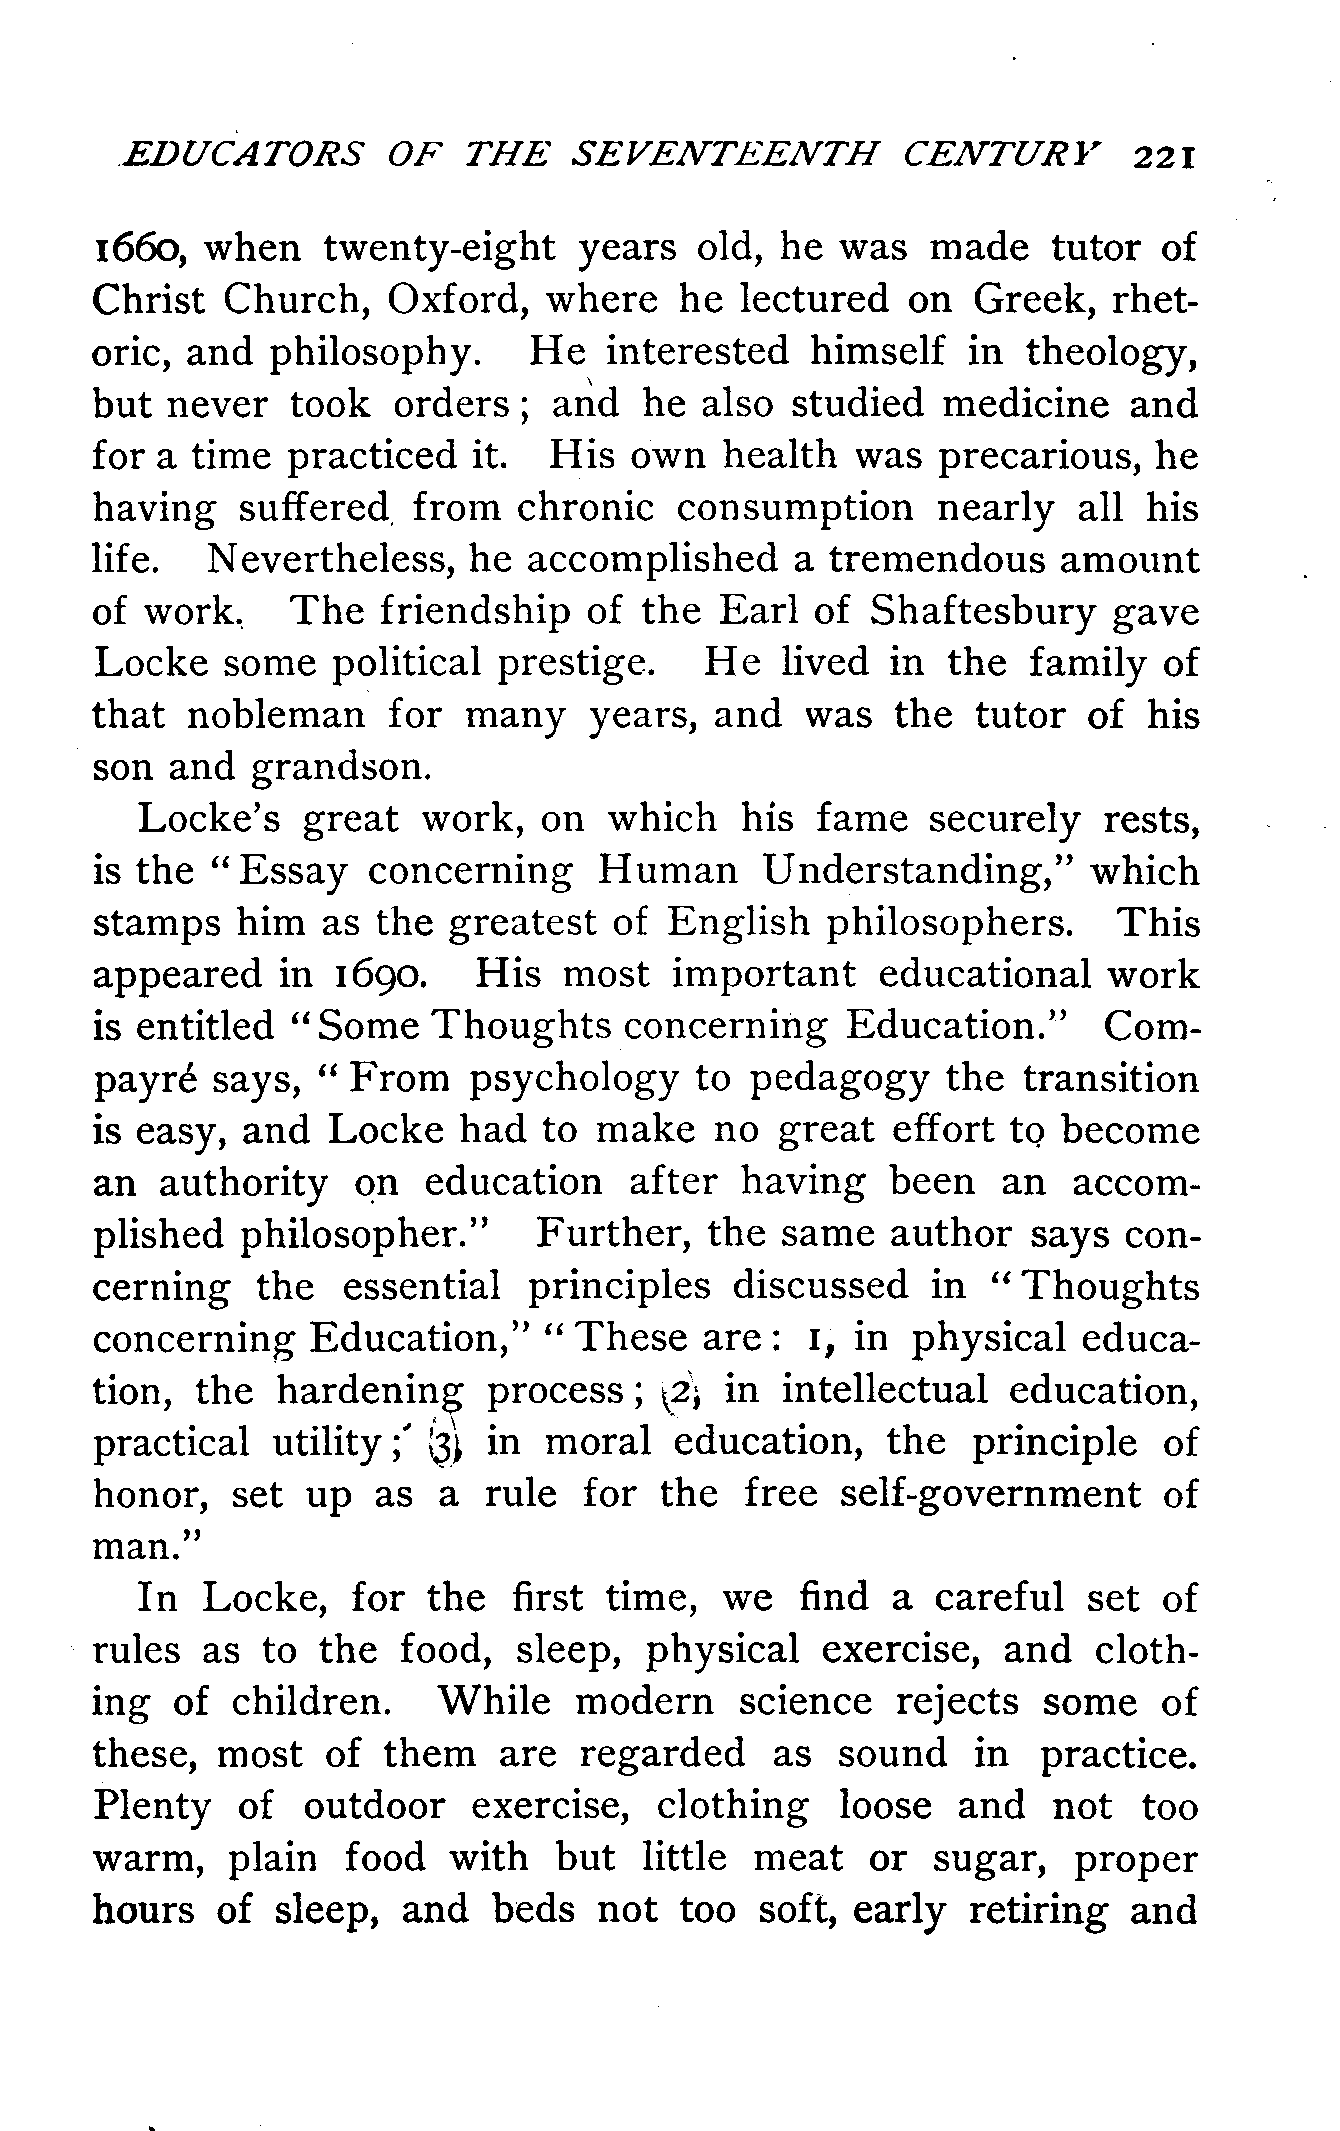 EDUCATORS OF THE SEVENTEENTH CENTURY 221
1660, when twenty-eight years old, he was made tutor of
Christ Church, Oxford, where he lectured on Greek, rhet-
oric, and philosophy. He interested himself in theology,
but never took orders; and he also studied medicine and
for a time practiced it. His own health was precarious, he
having suffered from chronic consumption nearly all his
life. Nevertheless, he accomplished a tremendous amount
of work. The friendship of the Earl of Shaftesbury gave
Locke some political prestige. He lived in the family of
that nobleman for many years, and was the tutor of his
son and grandson.
Locke's great work, on which his fame securely rests,
is the "Essay concerning Human Understanding," which
stamps him as the greatest of English philosophers. This
appeared in 1690. His most important educational work
is entitled "Some Thoughts concerning Education." Com-
payré says, "From psychology to pedagogy the transition
is easy, and Locke had to make no great effort to become
an authority on education after having been an accom-
plished philosopher." Further, the same author says con-
cerning the essential principles discussed in "Thoughts
concerning Education," "These are: 1, in physical educa-
tion, the hardening process; 2, in intellectual education,
practical utility; 3, in moral education, the principle of
honor, set up as a rule for the free self-government of
man."
In Locke, for the first time, we find a careful set of
rules as to the food, sleep, physical exercise, and cloth-
ing of children. While modern science rejects some of
these, most of them are regarded as sound in practice.
Plenty of outdoor exercise, clothing loose and not too
warm, plain food with but little meat or sugar, proper
hours of sleep, and beds not too soft, early retiring and